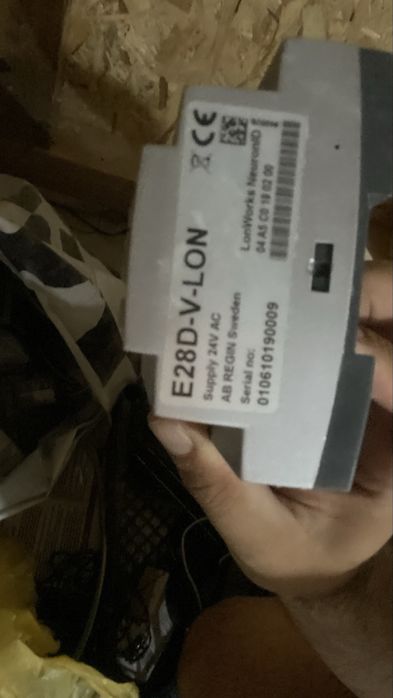 E28D-V-LON
Supply 24V AC
AB REGIN Sweden
Serial no:
010610190009
CE
LonWorks NeuronID
04 A5 C0 19 02 00